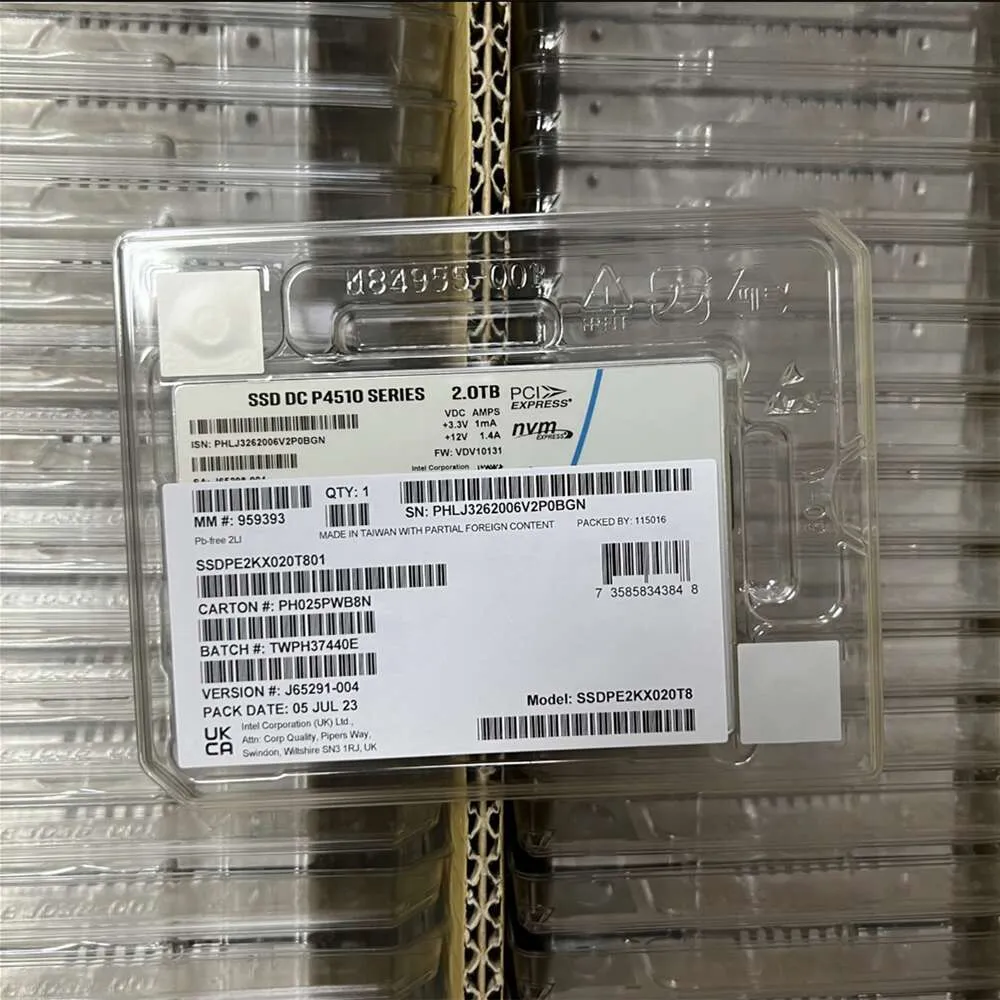 SSD DC P4510 SERIES 2.0TB PCI EXPRESS®
VDC AMPS
+3.3V 1mA
+12V 1.4A
nvm EXPRESS
ISN: PHLJ3262006V2P0BGN
FW: VDV10131
Intel Corporation
MM #: 959393
QTY: 1
SN: PHLJ3262006V2P0BGN
MADE IN TAIWAN WITH PARTIAL FOREIGN CONTENT
PACKED BY: 115016
Pb-free 2LI
SSDPE2KX020T801
7 35858 34384 8
CARTON #: PH025PWB8N
BATCH #: TWPH37440E
VERSION #: J65291-004
PACK DATE: 05 JUL 23
Model: SSDPE2KX020T8
UK CA
Intel Corporation (UK) Ltd.,
Attn: Corp Quality, Pipers Way,
Swindon, Wiltshire SN3 1RJ, UK